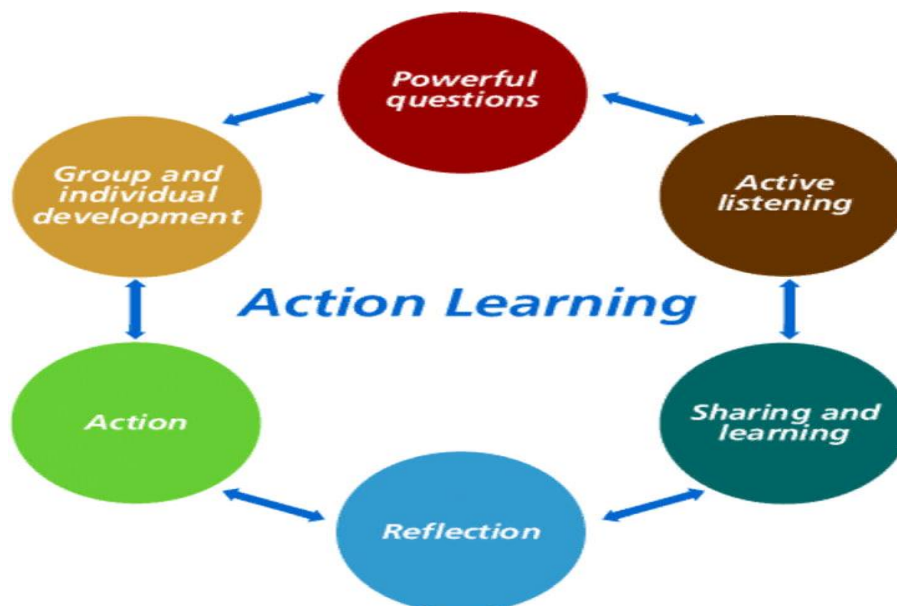 Powerful
questions
Active
listening
Sharing and
learning
Reflection
Action
Group and
individual
development
Action Learning